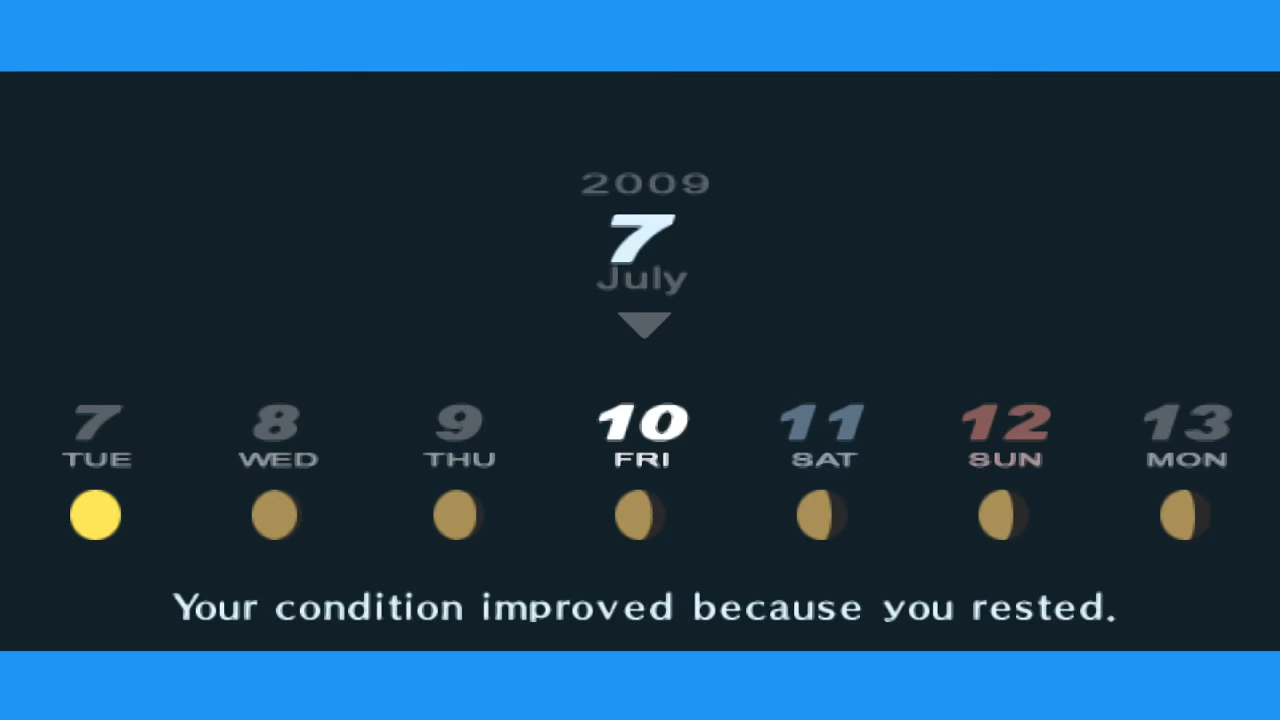 2009
7
July
7 8 9 10 11 12 13
TUE WED THU FRI SAT SUN MON
Your condition improved because you rested.